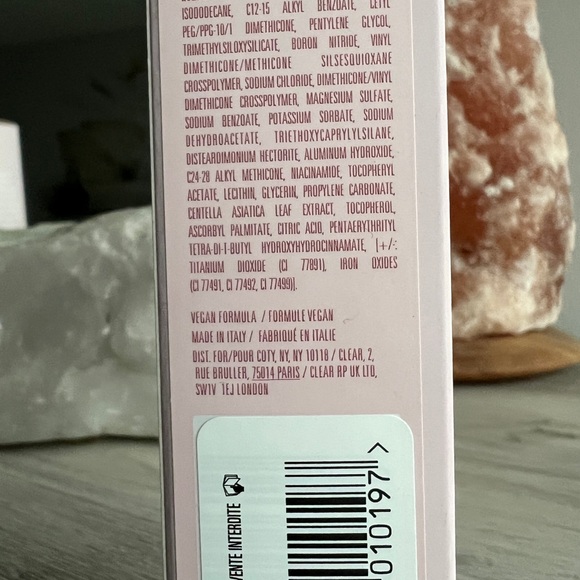 ISODODECANE, C12-15 ALKYL BENZOATE, CETYL
PEG/PPG-10/1 DIMETHICONE, PENTYLENE GLYCOL,
TRIMETHYLSILOXYSILICATE, BORON NITRIDE, VINYL
DIMETHICONE/METHICONE SILSESQUIOXANE
CROSSPOLYMER, SODIUM CHLORIDE, DIMETHICONE/VINYL
DIMETHICONE CROSSPOLYMER, MAGNESIUM SULFATE,
SODIUM BENZOATE, POTASSIUM SORBATE, SODIUM
DEHYDROACETATE, TRIETHOXYCAPRYLYLSILANE,
DISTEARDIMONIUM HECTORITE, ALUMINUM HYDROXIDE,
C24-28 ALKYL METHICONE, NIACINAMIDE, TOCOPHERYL
ACETATE, LECITHIN, GLYCERIN, PROPYLENE CARBONATE,
CENTELLA ASIATICA LEAF EXTRACT, TOCOPHEROL,
ASCORBYL PALMITATE, CITRIC ACID, PENTAERYTHRITYL
TETRA-DI-T-BUTYL HYDROXYHYDROCINNAMATE, [+/-:
TITANIUM DIOXIDE (CI 77891), IRON OXIDES
(CI 77491, CI 77492, CI 77499)].
VEGAN FORMULA / FORMULE VEGAN
MADE IN ITALY / FABRIQUÉ EN ITALIE
DIST. FOR/POUR COTY, NY, NY 10118 / CLEAR, 2,
RUE BRULLER, 75014 PARIS / CLEAR RP UK LTD,
SW1V 1EJ LONDON
VENTE INTERDITE
010197 >